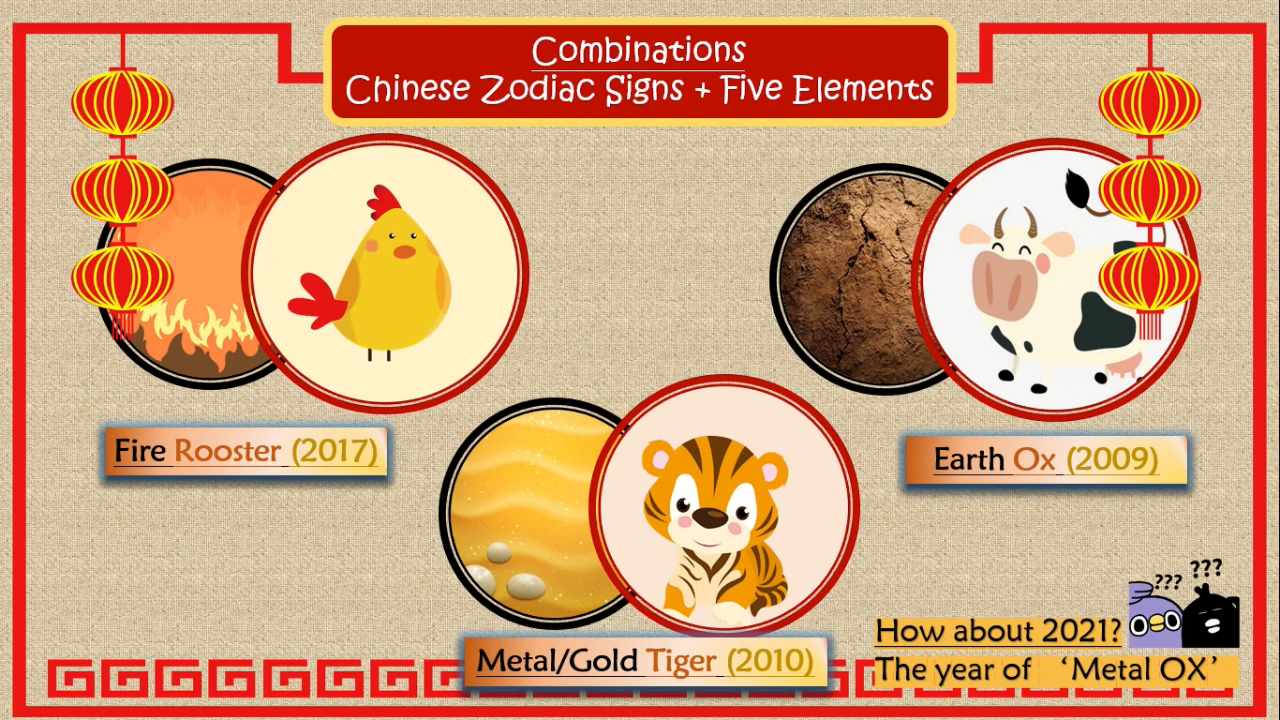 Combinations
Chinese Zodiac Signs + Five Elements
Fire Rooster (2017)
Earth Ox (2009)
Metal/Gold Tiger (2010)
???
???
How about 2021?
The year of ‘Metal OX’